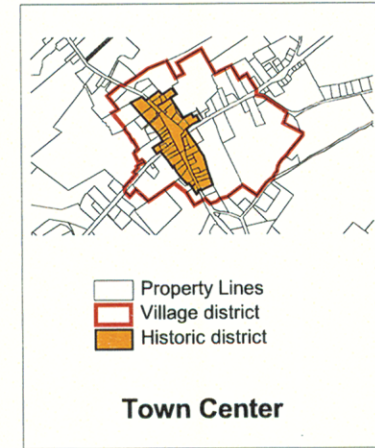 Property Lines
Village district
Historic district
Town Center